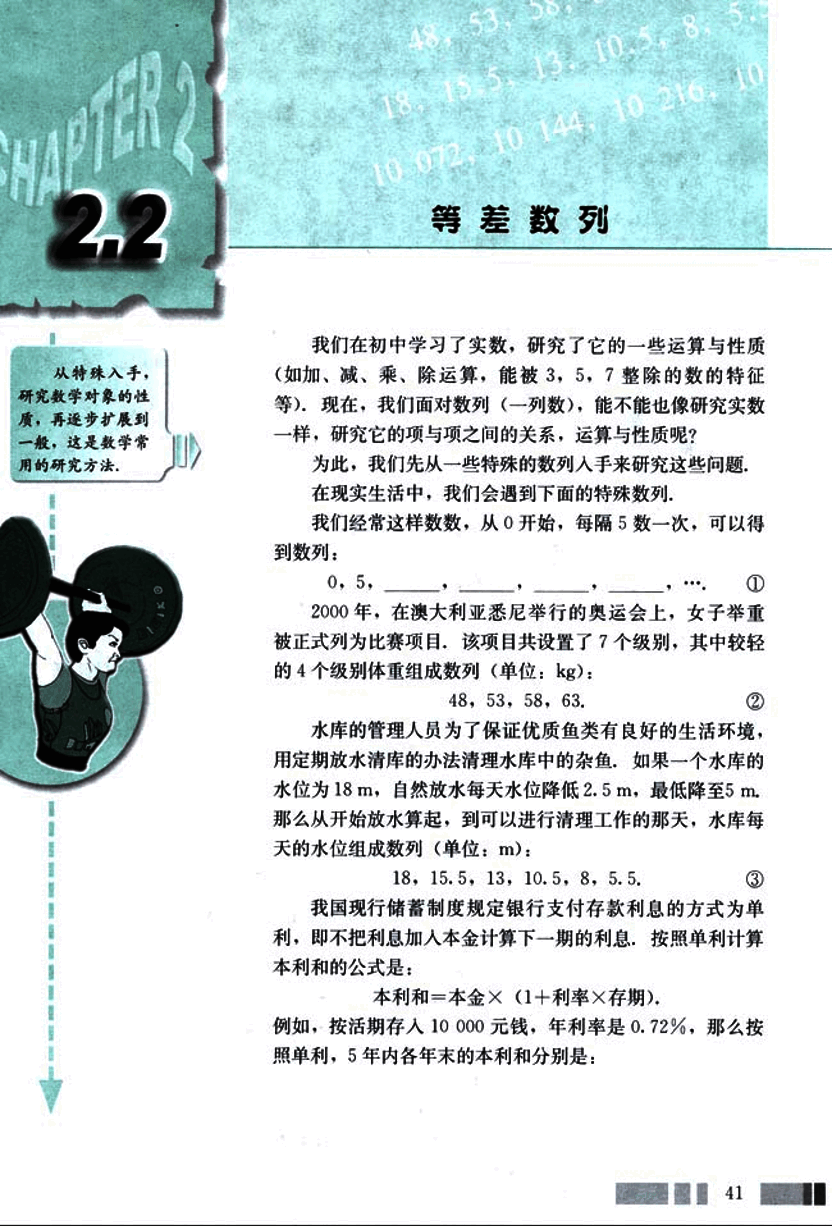 48, 53, 58,
18, 15.5, 13, 10.5, 8, 5.5
10 072, 10 144, 10 216, 10
CHAPTER 2
2.2
等差数列
从特殊入手，
研究数学对象的性
质，再逐步扩展到
一般，这是数学常
用的研究方法．
我们在初中学习了实数，研究了它的一些运算与性质
（如加、减、乘、除运算，能被 3，5，7 整除的数的特征
等）．现在，我们面对数列（一列数），能不能也像研究实数
一样，研究它的项与项之间的关系，运算与性质呢？
为此，我们先从一些特殊的数列入手来研究这些问题．
在现实生活中，我们会遇到下面的特殊数列．
我们经常这样数数，从 0 开始，每隔 5 数一次，可以得
到数列：
0，5，____，____，____，____，…． ①
2000 年，在澳大利亚悉尼举行的奥运会上，女子举重
被正式列为比赛项目．该项目共设置了 7 个级别，其中较轻
的 4 个级别体重组成数列（单位：kg）：
48，53，58，63． ②
水库的管理人员为了保证优质鱼类有良好的生活环境，
用定期放水清库的办法清理水库中的杂鱼．如果一个水库的
水位为 18 m，自然放水每天水位降低 2.5 m，最低降至5 m．
那么从开始放水算起，到可以进行清理工作的那天，水库每
天的水位组成数列（单位：m）：
18，15.5，13，10.5，8，5.5． ③
我国现行储蓄制度规定银行支付存款利息的方式为单
利，即不把利息加入本金计算下一期的利息．按照单利计算
本利和的公式是：
本利和＝本金×（1＋利率×存期）．
例如，按活期存入 10 000 元钱，年利率是 0.72％，那么按
照单利，5 年内各年末的本利和分别是：
41